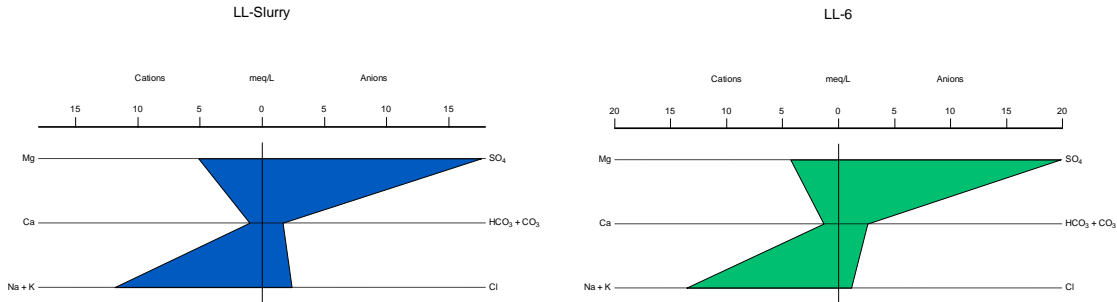 LL-Slurry
Cations meq/L Anions
15 10 5 0 5 10 15
Mg SO₄
Ca HCO₃ + CO₃
Na + K Cl
LL-6
Cations meq/L Anions
20 15 10 5 0 5 10 15 20
Mg SO₄
Ca HCO₃ + CO₃
Na + K Cl